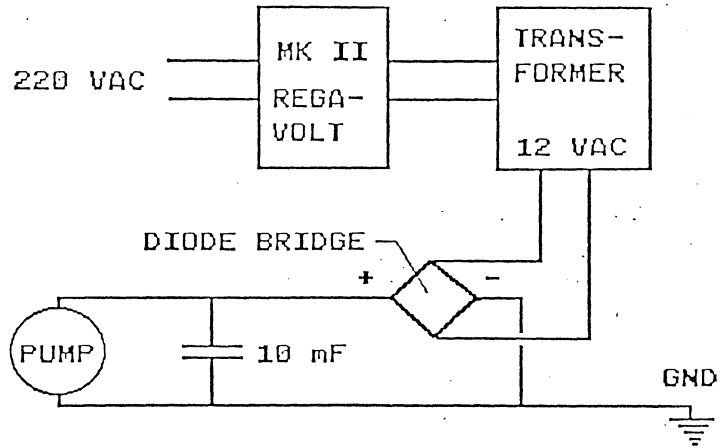 220 VAC
MK II
REGA-
VOLT
TRANS-
FORMER
12 VAC
DIODE BRIDGE
+
-
PUMP
10 mF
GND